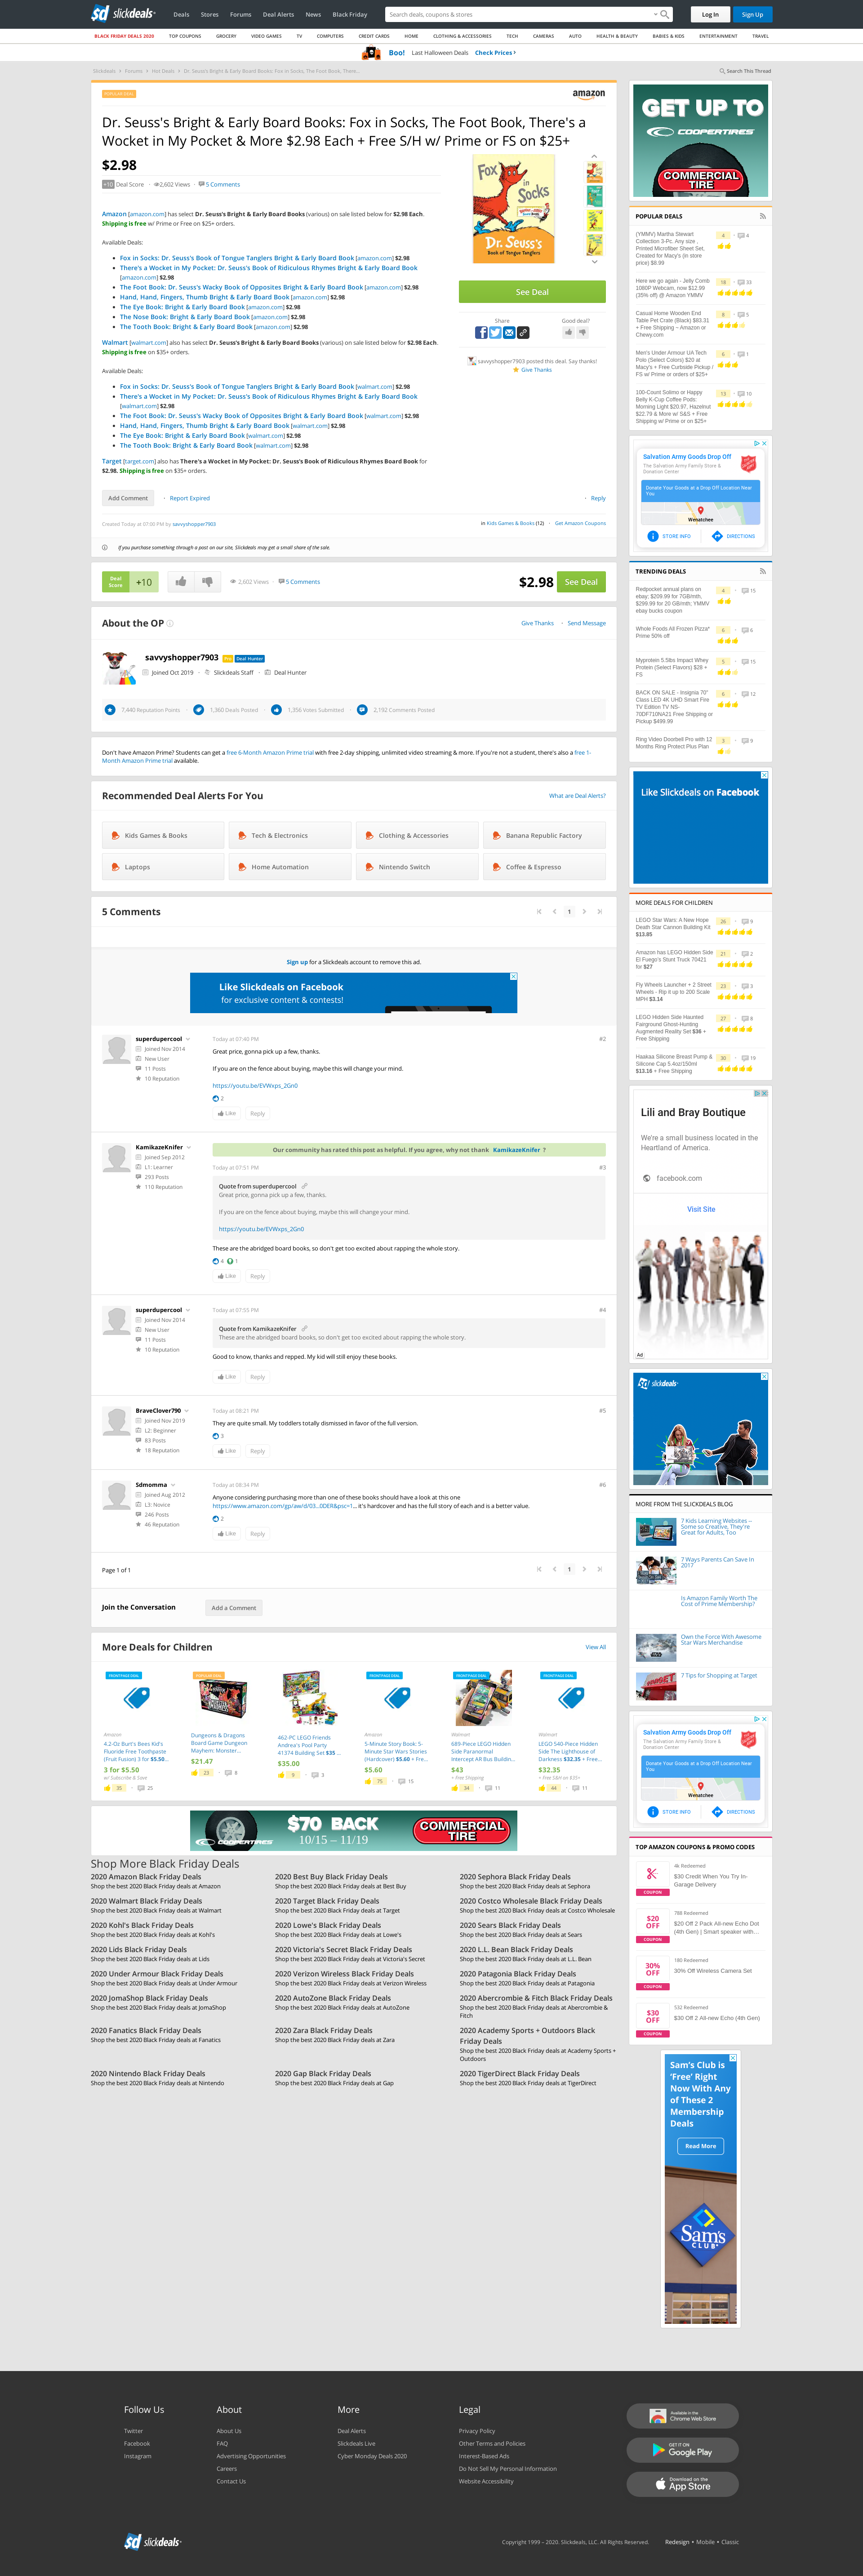 slickdeals
Deals Stores Forums Deal Alerts News Black Friday
Search deals, coupons & stores
Log In Sign Up
BLACK FRIDAY DEALS 2020 TOP COUPONS GROCERY VIDEO GAMES TV COMPUTERS CREDIT CARDS HOME CLOTHING & ACCESSORIES TECH CAMERAS AUTO HEALTH & BEAUTY BABIES & KIDS ENTERTAINMENT TRAVEL
Boo! Last Halloween Deals Check Prices
Slickdeals Forums Hot Deals Dr. Seuss's Bright & Early Board Books: Fox in Socks, The Foot Book, There...
Search This Thread
POPULAR DEAL
amazon
Dr. Seuss's Bright & Early Board Books: Fox in Socks, The Foot Book, There's a
Wocket in My Pocket & More $2.98 Each + Free S/H w/ Prime or FS on $25+
$2.98
+10 Deal Score 2,602 Views 5 Comments
Amazon [amazon.com] has select Dr. Seuss's Bright & Early Board Books (various) on sale listed below for $2.98 Each.
Shipping is free w/ Prime or Free on $25+ orders.
Available Deals:
Fox in Socks: Dr. Seuss's Book of Tongue Tanglers Bright & Early Board Book [amazon.com] $2.98
There's a Wocket in My Pocket: Dr. Seuss's Book of Ridiculous Rhymes Bright & Early Board Book
[amazon.com] $2.98
The Foot Book: Dr. Seuss's Wacky Book of Opposites Bright & Early Board Book [amazon.com] $2.98
Hand, Hand, Fingers, Thumb Bright & Early Board Book [amazon.com] $2.98
The Eye Book: Bright & Early Board Book [amazon.com] $2.98
The Nose Book: Bright & Early Board Book [amazon.com] $2.98
The Tooth Book: Bright & Early Board Book [amazon.com] $2.98
Walmart [walmart.com] also has select Dr. Seuss's Bright & Early Board Books (various) on sale listed below for $2.98 Each.
Shipping is free on $35+ orders.
Available Deals:
Fox in Socks: Dr. Seuss's Book of Tongue Tanglers Bright & Early Board Book [walmart.com] $2.98
There's a Wocket in My Pocket: Dr. Seuss's Book of Ridiculous Rhymes Bright & Early Board Book
[walmart.com] $2.98
The Foot Book: Dr. Seuss's Wacky Book of Opposites Bright & Early Board Book [walmart.com] $2.98
Hand, Hand, Fingers, Thumb Bright & Early Board Book [walmart.com] $2.98
The Eye Book: Bright & Early Board Book [walmart.com] $2.98
The Tooth Book: Bright & Early Board Book [walmart.com] $2.98
Target [target.com] also has There's a Wocket in My Pocket: Dr. Seuss's Book of Ridiculous Rhymes Board Book for
$2.98. Shipping is free on $35+ orders.
Fox in Socks
Dr. Seuss's
Book of Tongue Tanglers
See Deal
Share Good deal?
savvyshopper7903 posted this deal. Say thanks!
Give Thanks
Add Comment Report Expired Reply
Created Today at 07:00 PM by savvyshopper7903
in Kids Games & Books (12) Get Amazon Coupons
If you purchase something through a post on our site, Slickdeals may get a small share of the sale.
Deal Score +10 2,602 Views 5 Comments $2.98 See Deal
About the OP
Give Thanks Send Message
savvyshopper7903 Pro Deal Hunter
Joined Oct 2019 Slickdeals Staff Deal Hunter
7,440 Reputation Points 1,360 Deals Posted 1,356 Votes Submitted 2,192 Comments Posted
Don't have Amazon Prime? Students can get a free 6-Month Amazon Prime trial with free 2-day shipping, unlimited video streaming & more. If you're not a student, there's also a free 1-
Month Amazon Prime trial available.
Recommended Deal Alerts For You
What are Deal Alerts?
Kids Games & Books Tech & Electronics Clothing & Accessories Banana Republic Factory
Laptops Home Automation Nintendo Switch Coffee & Espresso
5 Comments
1
Sign up for a Slickdeals account to remove this ad.
Like Slickdeals on Facebook
for exclusive content & contests!
superdupercool
Joined Nov 2014
New User
11 Posts
10 Reputation
Today at 07:40 PM #2
Great price, gonna pick up a few, thanks.
If you are on the fence about buying, maybe this will change your mind.
https://youtu.be/EVWxps_2Gn0
2
Like Reply
KamikazeKnifer
Joined Sep 2012
L1: Learner
293 Posts
110 Reputation
Our community has rated this post as helpful. If you agree, why not thank KamikazeKnifer ?
Today at 07:51 PM #3
Quote from superdupercool
Great price, gonna pick up a few, thanks.
If you are on the fence about buying, maybe this will change your mind.
https://youtu.be/EVWxps_2Gn0
These are the abridged board books, so don't get too excited about rapping the whole story.
4 1
Like Reply
superdupercool
Joined Nov 2014
New User
11 Posts
10 Reputation
Today at 07:55 PM #4
Quote from KamikazeKnifer
These are the abridged board books, so don't get too excited about rapping the whole story.
Good to know, thanks and repped. My kid will still enjoy these books.
Like Reply
BraveClover790
Joined Nov 2019
L2: Beginner
83 Posts
18 Reputation
Today at 08:21 PM #5
They are quite small. My toddlers totally dismissed in favor of the full version.
3
Like Reply
Sdmomma
Joined Aug 2012
L3: Novice
246 Posts
46 Reputation
Today at 08:34 PM #6
Anyone considering purchasing more than one of these books should have a look at this one
https://www.amazon.com/gp/aw/d/03...0DER&psc=1... it's hardcover and has the full story of each and is a better value.
2
Like Reply
Page 1 of 1 1
Join the Conversation Add a Comment
More Deals for Children
View All
FRONTPAGE DEAL
Amazon
4.2-Oz Burt's Bees Kid's
Fluoride Free Toothpaste
(Fruit Fusion) 3 for $5.50...
3 for $5.50
w/ Subscribe & Save
35 25
POPULAR DEAL
Dungeons & Dragons
Board Game Dungeon
Mayhem: Monster...
$21.47
23 8
462-PC LEGO Friends
Andrea's Pool Party
41374 Building Set $35 ...
$35.00
9 3
FRONTPAGE DEAL
Amazon
5-Minute Story Book: 5-
Minute Star Wars Stories
(Hardcover) $5.60 + Fre...
$5.60
75 15
FRONTPAGE DEAL
Walmart
689-Piece LEGO Hidden
Side Paranormal
Intercept Alt Bus Buildin...
$43
+ Free Shipping
34 11
FRONTPAGE DEAL
Walmart
LEGO 540-Piece Hidden
Side The Lighthouse of
Darkness $32.35 + Free...
$32.35
+ Free S&H on $35+
44 11
COOPERTIRES $70 BACK 10/15 – 11/19 COMMERCIAL TIRE
Shop More Black Friday Deals
2020 Amazon Black Friday Deals
Shop the best 2020 Black Friday deals at Amazon
2020 Best Buy Black Friday Deals
Shop the best 2020 Black Friday deals at Best Buy
2020 Sephora Black Friday Deals
Shop the best 2020 Black Friday deals at Sephora
2020 Walmart Black Friday Deals
Shop the best 2020 Black Friday deals at Walmart
2020 Target Black Friday Deals
Shop the best 2020 Black Friday deals at Target
2020 Costco Wholesale Black Friday Deals
Shop the best 2020 Black Friday deals at Costco Wholesale
2020 Kohl's Black Friday Deals
Shop the best 2020 Black Friday deals at Kohl's
2020 Lowe's Black Friday Deals
Shop the best 2020 Black Friday deals at Lowe's
2020 Sears Black Friday Deals
Shop the best 2020 Black Friday deals at Sears
2020 Lids Black Friday Deals
Shop the best 2020 Black Friday deals at Lids
2020 Victoria's Secret Black Friday Deals
Shop the best 2020 Black Friday deals at Victoria's Secret
2020 L.L. Bean Black Friday Deals
Shop the best 2020 Black Friday deals at L.L. Bean
2020 Under Armour Black Friday Deals
Shop the best 2020 Black Friday deals at Under Armour
2020 Verizon Wireless Black Friday Deals
Shop the best 2020 Black Friday deals at Verizon Wireless
2020 Patagonia Black Friday Deals
Shop the best 2020 Black Friday deals at Patagonia
2020 JomaShop Black Friday Deals
Shop the best 2020 Black Friday deals at JomaShop
2020 AutoZone Black Friday Deals
Shop the best 2020 Black Friday deals at AutoZone
2020 Abercrombie & Fitch Black Friday Deals
Shop the best 2020 Black Friday deals at Abercrombie &
Fitch
2020 Fanatics Black Friday Deals
Shop the best 2020 Black Friday deals at Fanatics
2020 Zara Black Friday Deals
Shop the best 2020 Black Friday deals at Zara
2020 Academy Sports + Outdoors Black
Friday Deals
Shop the best 2020 Black Friday deals at Academy Sports +
Outdoors
2020 Nintendo Black Friday Deals
Shop the best 2020 Black Friday deals at Nintendo
2020 Gap Black Friday Deals
Shop the best 2020 Black Friday deals at Gap
2020 TigerDirect Black Friday Deals
Shop the best 2020 Black Friday deals at TigerDirect
GET UP TO
COOPERTIRES
COMMERCIAL TIRE
POPULAR DEALS
(YMMV) Martha Stewart
Collection 3-Pc. Any size ,
Printed Microfiber Sheet Set,
Created for Macy's (in store
price) $8.99
4 4
Here we go again - Jelly Comb
1080P Webcan, now $12.99
(35% off) @ Amazon YMMV
18 33
Casual Home Wooden End
Table Pet Crate (Black) $83.31
+ Free Shipping ~ Amazon or
Chewy.com
8 5
Men's Under Armour UA Tech
Polo (Select Colors) $20 at
Macy's + Free Curbside Pickup /
FS w/ Prime or orders of $25+
6 1
100-Count Solimo or Happy
Belly K-Cup Coffee Pods:
Morning Light $20.97, Hazelnut
$22.79 & More w/ S&S + Free
Shipping w/ Prime or on $25+
13 10
Salvation Army Goods Drop Off
The Salvation Army Family Store &
Donation Center
Donate Your Goods at a Drop Off Location Near
You
Wenatchee
STORE INFO DIRECTIONS
TRENDING DEALS
Redpocket annual plans on
ebay: $209.99 for 7GB/mth,
$299.99 for 20 GB/mth; YMMV
ebay bucks coupon
4 15
Whole Foods All Frozen Pizza*
Prime 50% off
6 6
Myprotein 5.5lbs Impact Whey
Protein (Select Flavors) $28 +
FS
5 15
BACK ON SALE - Insignia 70"
Class LED 4K UHD Smart Fire
TV Edition TV NS-
70DF710NA21 Free Shipping or
Pickup $499.99
6 12
Ring Video Doorbell Pro with 12
Months Ring Protect Plus Plan
3 9
Like Slickdeals on Facebook
MORE DEALS FOR CHILDREN
LEGO Star Wars: A New Hope
Death Star Cannon Building Kit
$13.85
26 9
Amazon has LEGO Hidden Side
El Fuego's Stunt Truck 70421
for $27
21 2
Fly Wheels Launcher + 2 Street
Wheels - Rip it up to 200 Scale
MPH $3.14
23 3
LEGO Hidden Side Haunted
Fairground Ghost-Hunting
Augmented Reality Set $36 +
Free Shipping
27 8
Haakaa Silicone Breast Pump &
Silicone Cap 5.4oz/150ml
$13.16 + Free Shipping
30 19
Lili and Bray Boutique
We're a small business located in the
Heartland of America.
facebook.com
Visit Site
Ad
slickdeals
MORE FROM THE SLICKDEALS BLOG
7 Kids Learning Websites –
Some so Creative, They're
Great for Adults, Too
7 Ways Parents Can Save in
2017
Is Amazon Family Worth The
Cost of Prime Membership?
Own the Force With Awesome
Star Wars Merchandise
7 Tips for Shopping at Target
Salvation Army Goods Drop Off
The Salvation Army Family Store &
Donation Center
Donate Your Goods at a Drop Off Location Near
You
Wenatchee
STORE INFO DIRECTIONS
TOP AMAZON COUPONS & PROMO CODES
COUPON
4k Redeemed
$30 Credit When You Try In-
Garage Delivery
$20 OFF
COUPON
788 Redeemed
$20 Off 2 Pack All-new Echo Dot
(4th Gen) | Smart speaker with...
30% OFF
COUPON
180 Redeemed
30% Off Wireless Camera Set
$30 OFF
COUPON
532 Redeemed
$30 Off 2 All-new Echo (4th Gen)
Sam's Club is
'Free' Right
Now With Any
of These 2
Membership
Deals
Read More
Sam's CLUB
Follow Us
Twitter
Facebook
Instagram
About
About Us
FAQ
Advertising Opportunities
Careers
Contact Us
More
Deal Alerts
Slickdeals Live
Cyber Monday Deals 2020
Legal
Privacy Policy
Other Terms and Policies
Interest-Based Ads
Do Not Sell My Personal Information
Website Accessibility
Available in the Chrome Web Store
GET IT ON Google Play
Download on the App Store
slickdeals
Copyright 1999 – 2020. Slickdeals, LLC. All Rights Reserved. Redesign • Mobile • Classic